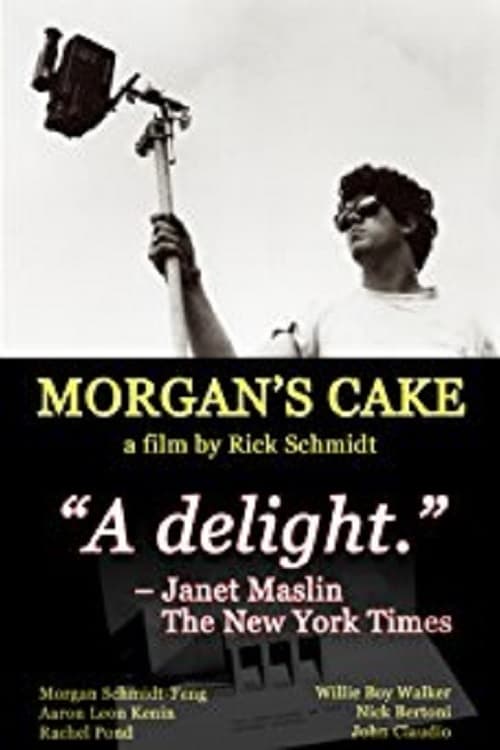 MORGAN'S CAKE
a film by Rick Schmidt
“A delight.”
– Janet Maslin
The New York Times
Morgan Schmidt-Feng
Aaron Leon Kenin
Rachel Pond
Willie Boy Walker
Nick Bertoni
John Claudio